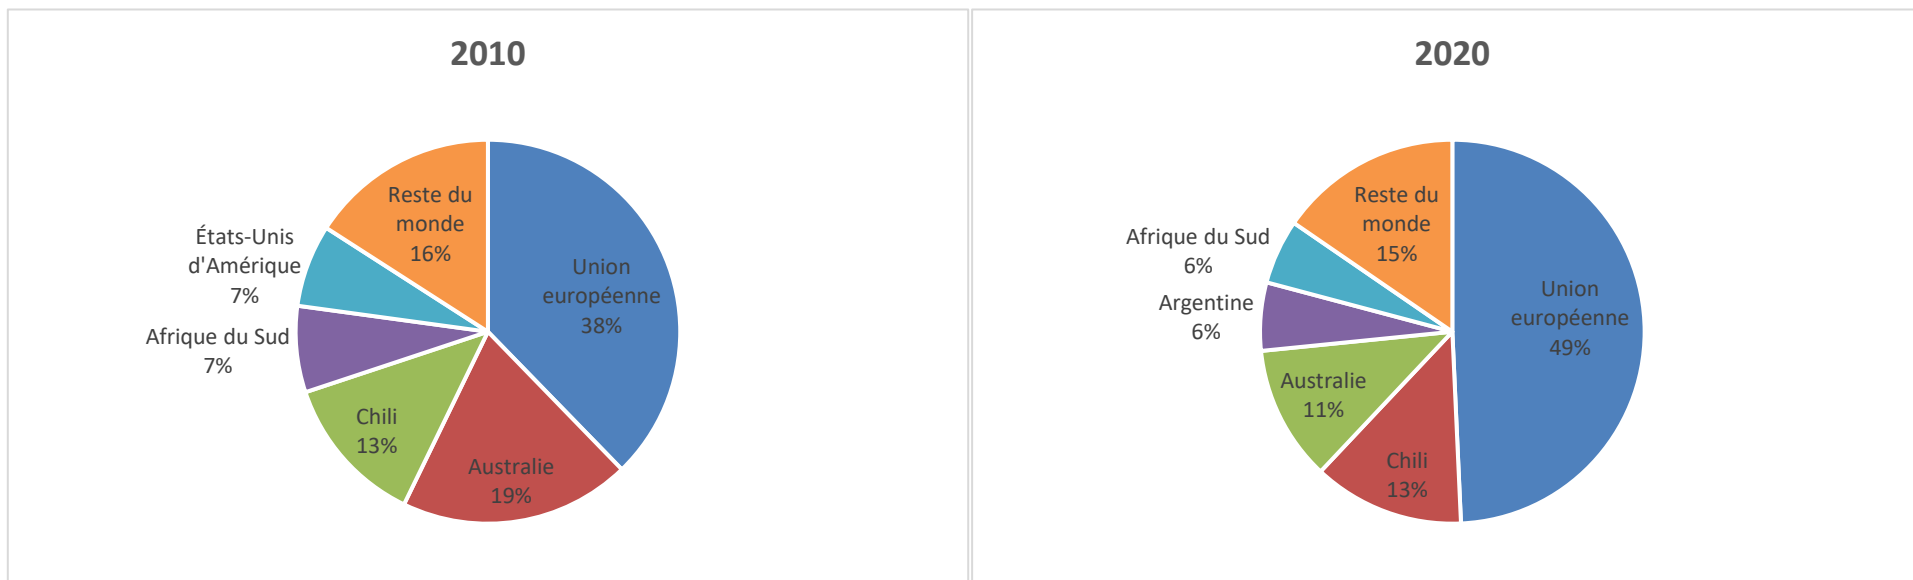 2010
Reste du
monde
16%
États-Unis
d'Amérique
7%
Afrique du Sud
7%
Chili
13%
Australie
19%
Union
européenne
38%
2020
Reste du
monde
15%
Afrique du Sud
6%
Argentine
6%
Australie
11%
Chili
13%
Union
européenne
49%